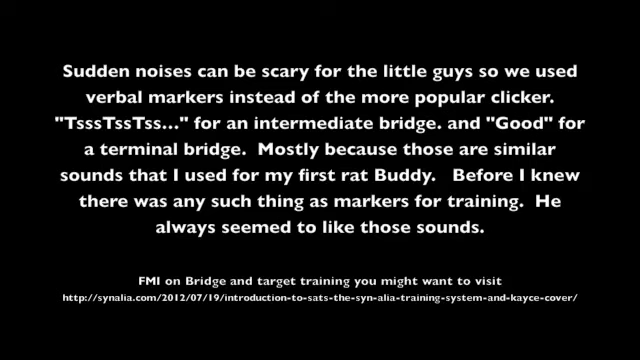 Sudden noises can be scary for the little guys so we used
verbal markers instead of the more popular clicker.
"TsssTssTss..." for an intermediate bridge. and "Good" for
a terminal bridge.  Mostly because those are similar
sounds that I used for my first rat Buddy.   Before I knew
there was any such thing as markers for training.  He
always seemed to like those sounds.
FMI on Bridge and target training you might want to visit
http://synalia.com/2012/07/19/introduction-to-sats-the-syn-alia-training-system-and-kayce-cover/